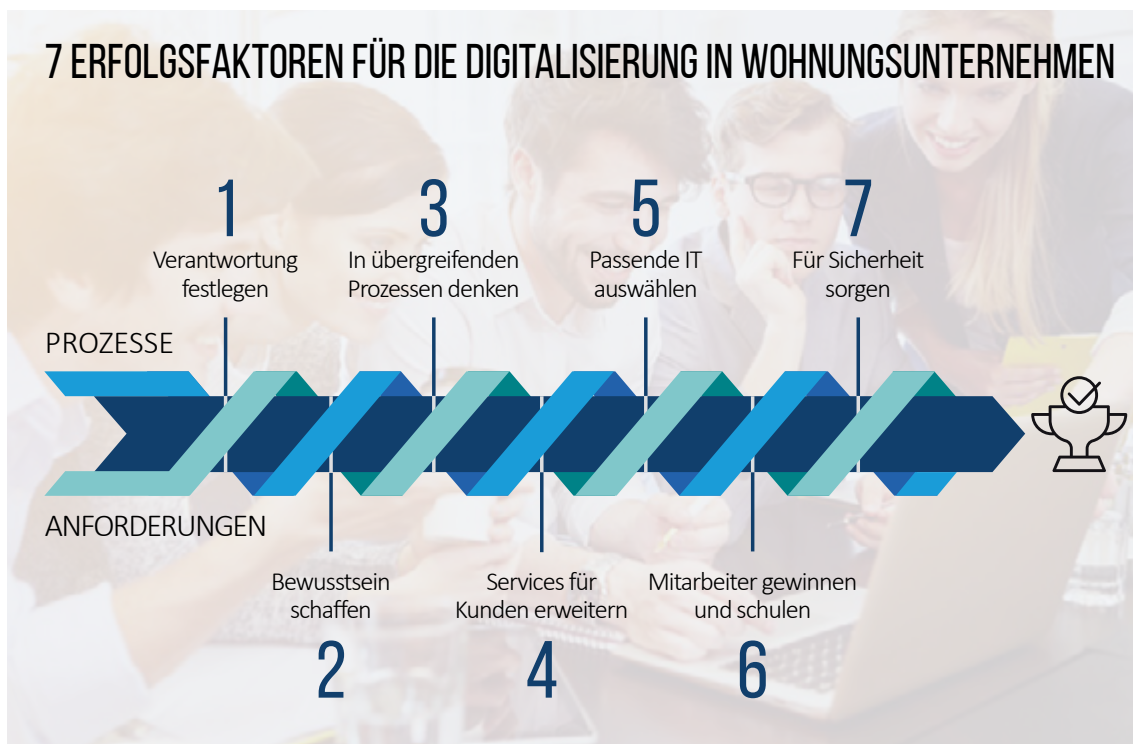 7 ERFOLGSFAKTOREN FÜR DIE DIGITALISIERUNG IN WOHNUNGSUNTERNEHMEN
1
Verantwortung
festlegen
3
In übergreifenden
Prozessen denken
5
Passende IT
auswählen
7
Für Sicherheit
sorgen
PROZESSE
ANFORDERUNGEN
Bewusstsein
schaffen
2
Services für
Kunden erweitern
4
Mitarbeiter gewinnen
und schulen
6